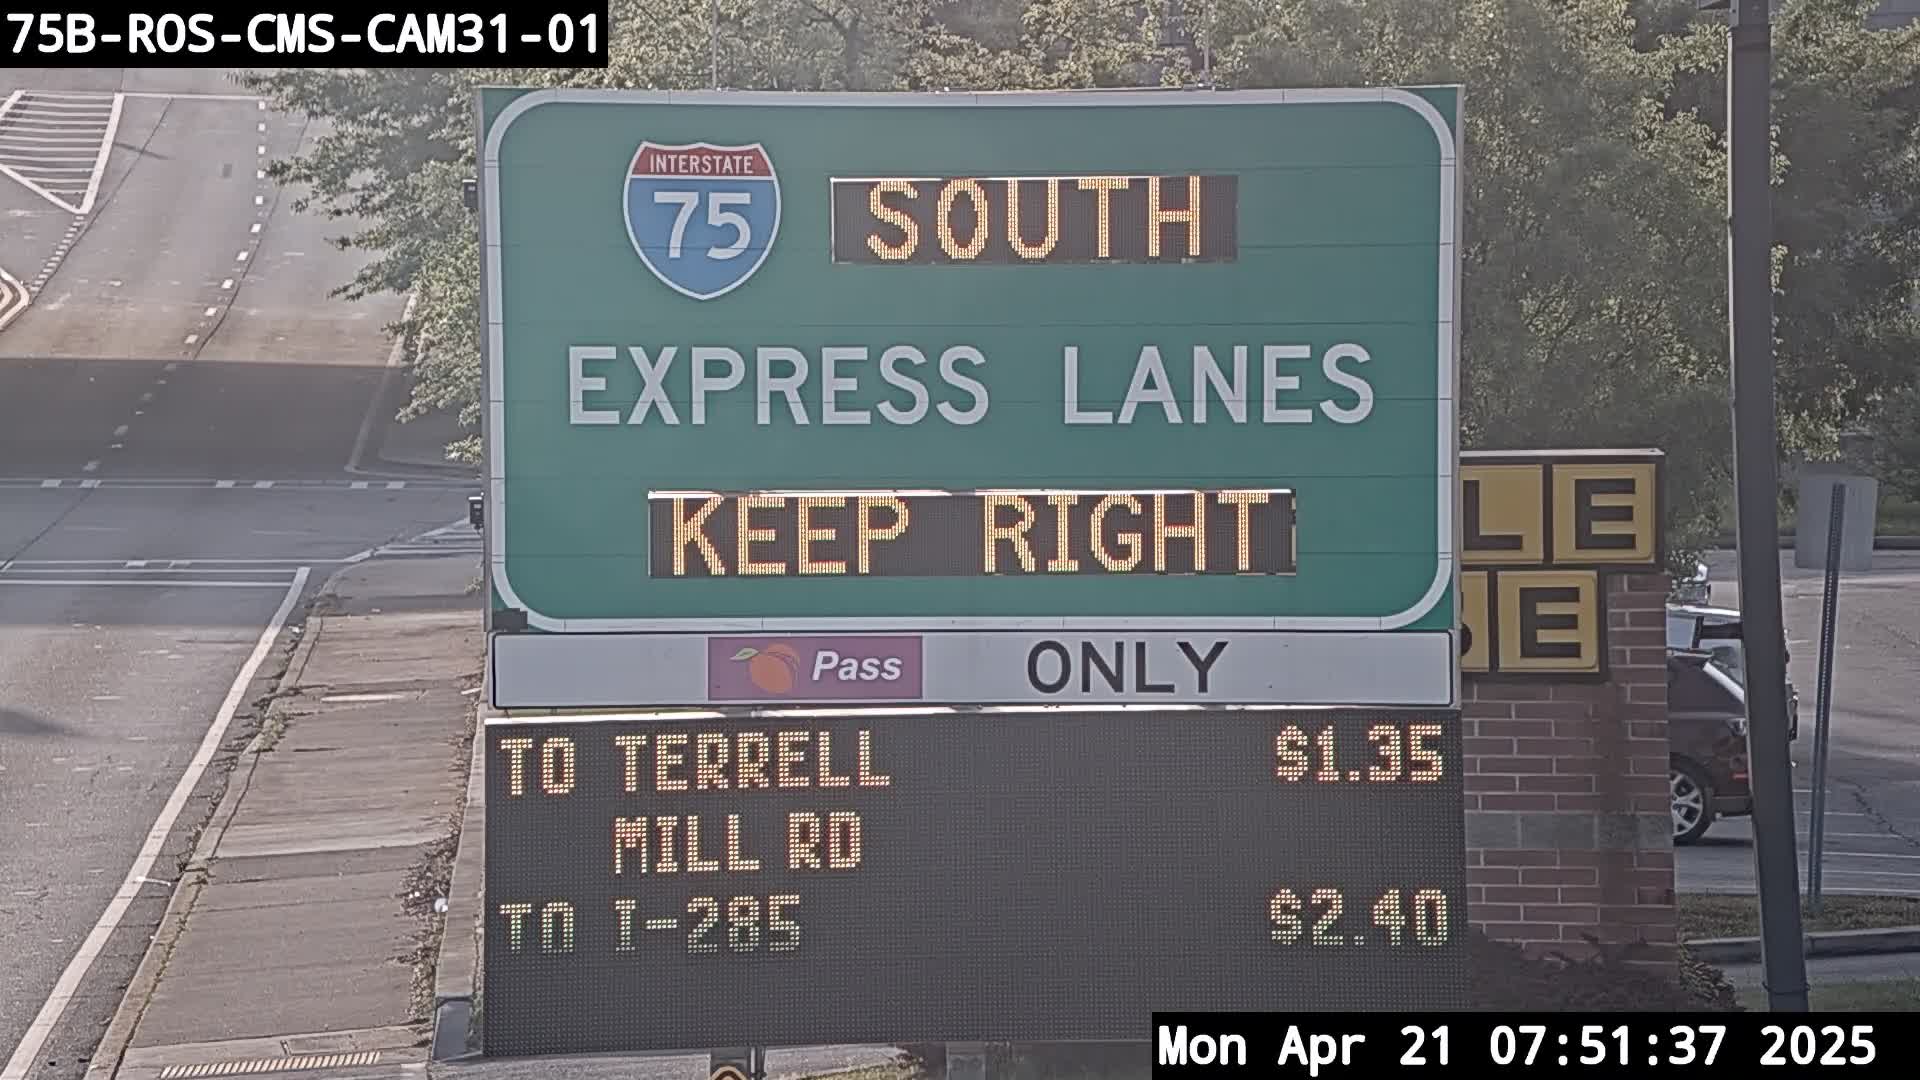 75B-ROS-CMS-CAM31-01
INTERSTATE
75
SOUTH
EXPRESS LANES
KEEP RIGHT
LE
E
Pass ONLY
TO TERRELL $1.35
MILL RD
TO I-285 $2.40
Mon Apr 21 07:51:37 2025